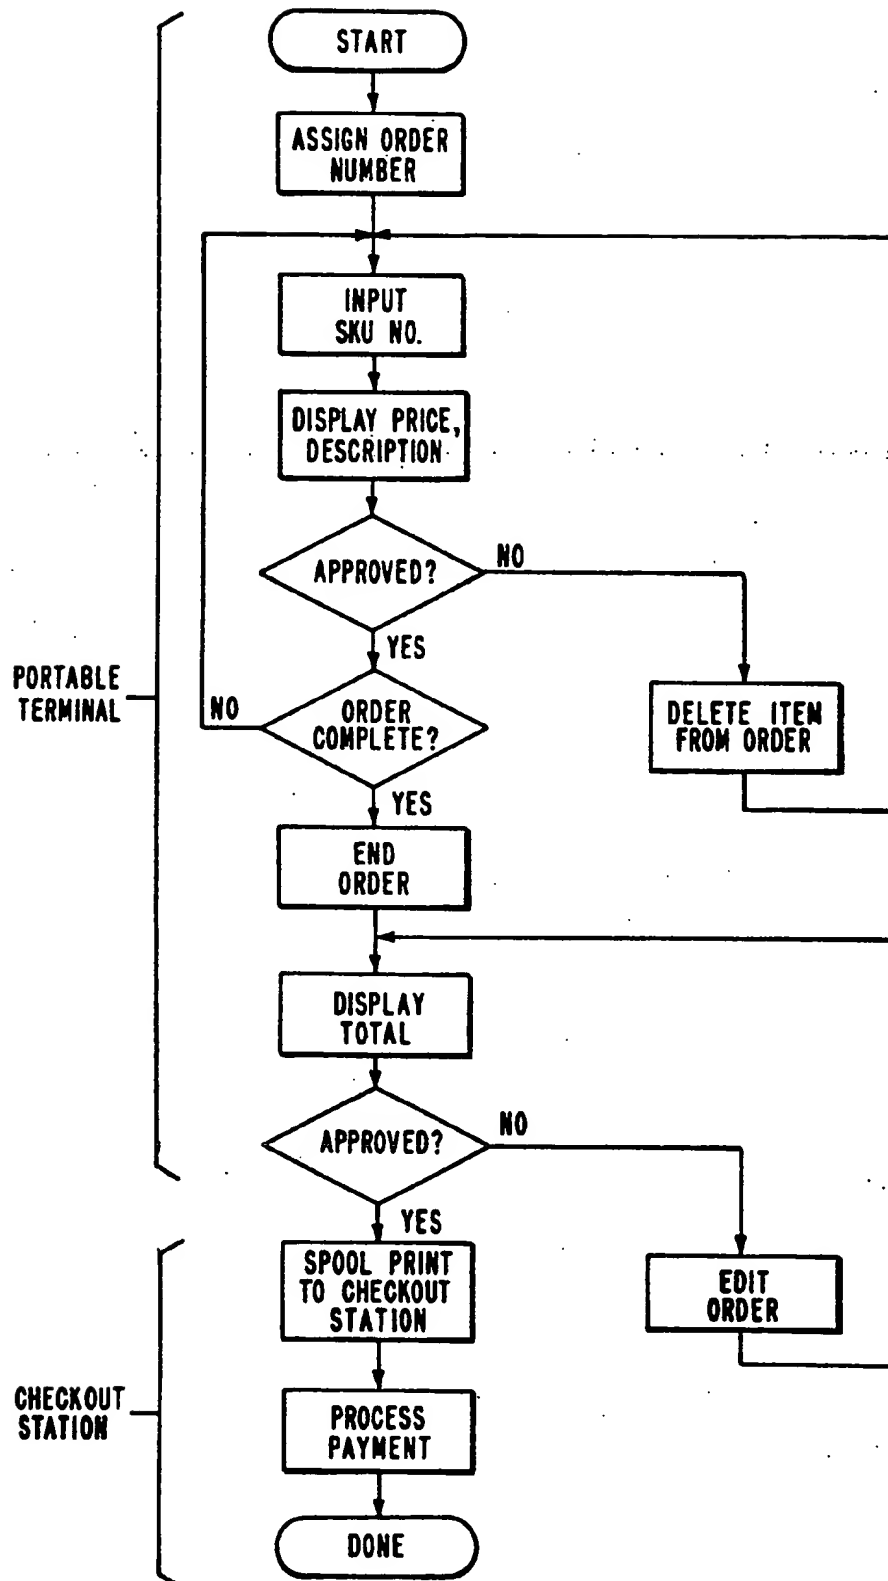 START
ASSIGN ORDER
NUMBER
INPUT
SKU NO.
DISPLAY PRICE,
DESCRIPTION
APPROVED?
NO
YES
PORTABLE
TERMINAL
NO
ORDER
COMPLETE?
DELETE ITEM
FROM ORDER
YES
END
ORDER
DISPLAY
TOTAL
APPROVED?
NO
YES
SPOOL PRINT
TO CHECKOUT
STATION
EDIT
ORDER
CHECKOUT
STATION
PROCESS
PAYMENT
DONE